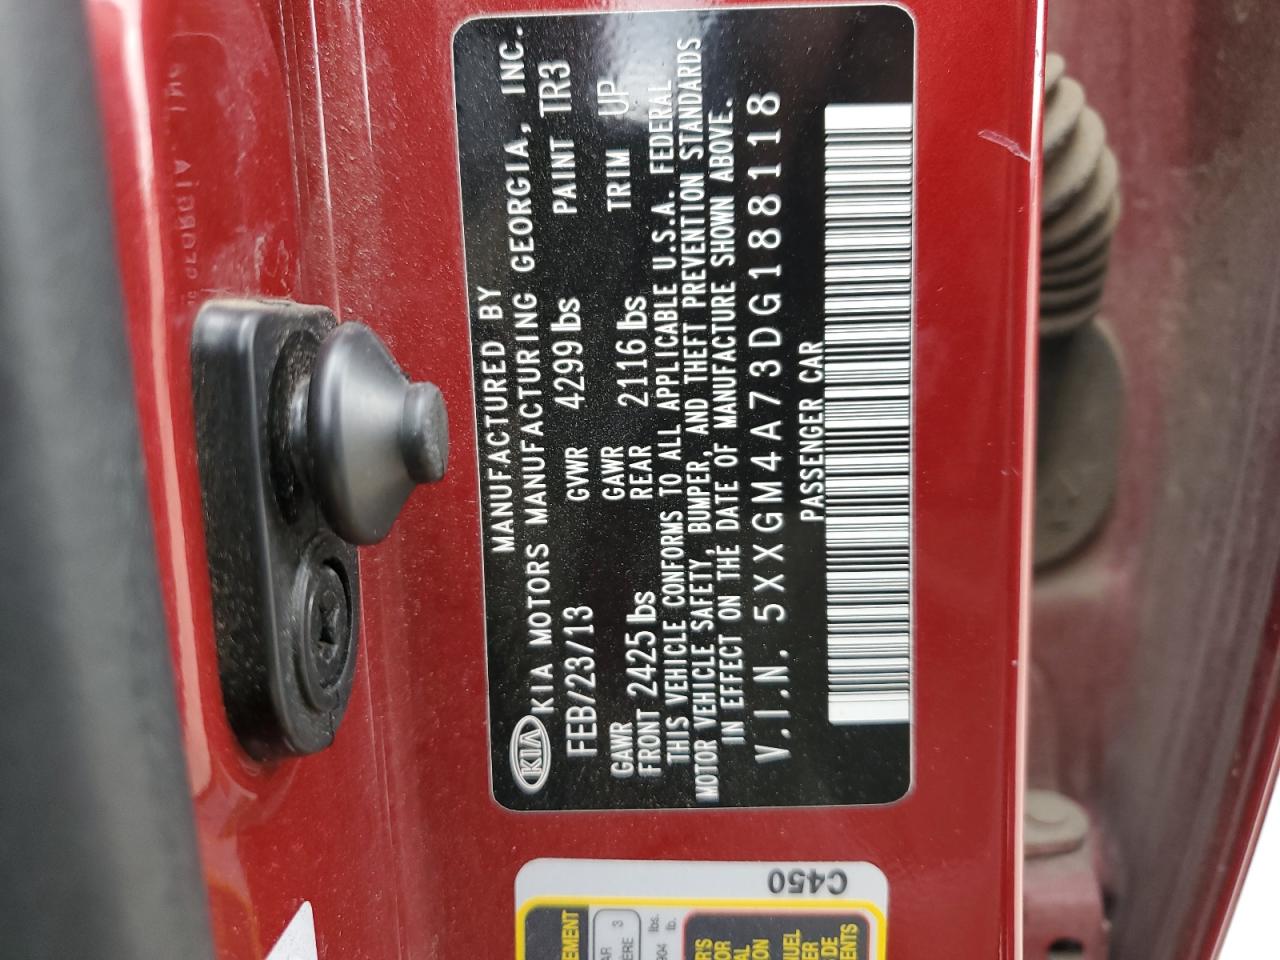 MANUFACTURED BY
KIA KIA MOTORS MANUFACTURING GEORGIA, INC.
FEB/23/13 GVWR 4299 lbs PAINT TR3
GAWR FRONT 2425 lbs GAWR REAR 2116 lbs TRIM UP
THIS VEHICLE CONFORMS TO ALL APPLICABLE U.S.A. FEDERAL
MOTOR VEHICLE SAFETY, BUMPER, AND THEFT PREVENTION STANDARDS
IN EFFECT ON THE DATE OF MANUFACTURE SHOWN ABOVE.
V.I.N. 5XXGM4A73DG188118
PASSENGER CAR
C450